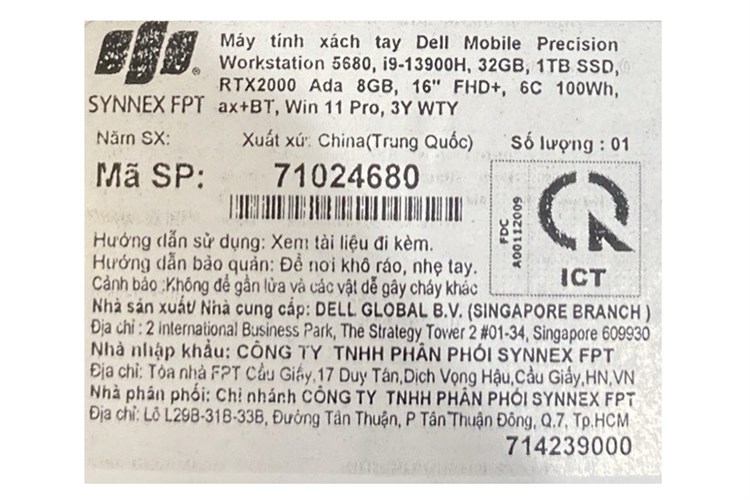 Máy tính xách tay Dell Mobile Precision
Workstation 5680, i9-13900H, 32GB, 1TB SSD,
RTX2000 Ada 8GB, 16" FHD+, 6C 100Wh,
SYNNEX FPT ax+BT, Win 11 Pro, 3Y WTY
Năm SX: Xuất xứ: China(Trung Quốc) Số lượng : 01
Mã SP: 71024680
FDC
A00112009
ICT
Hướng dẫn sử dụng: Xem tài liệu đi kèm.
Hướng dẫn bảo quản: Để nơi khô ráo, nhẹ tay.
Cảnh báo :Không để gần lửa và các vật dễ gây cháy khác
Nhà sản xuất/ Nhà cung cấp: DELL GLOBAL B.V. (SINGAPORE BRANCH )
Địa chỉ : 2 international Business Park, The Strategy Tower 2 #01-34, Singapore 609930
Nhà nhập khẩu: CÔNG TY TNHH PHÂN PHỐI SYNNEX FPT
Địa chỉ: Tòa nhà FPT Cầu Giấy,17 Duy Tân,Dịch Vọng Hậu,Cầu Giấy,HN,VN
Nhà phân phối: Chi nhánh CÔNG TY TNHH PHÂN PHỐI SYNNEX FPT
Địa chỉ: Lô L29B-31B-33B, Đường Tân Thuận, P Tân Thuận Đông, Q.7, Tp.HCM
714239000